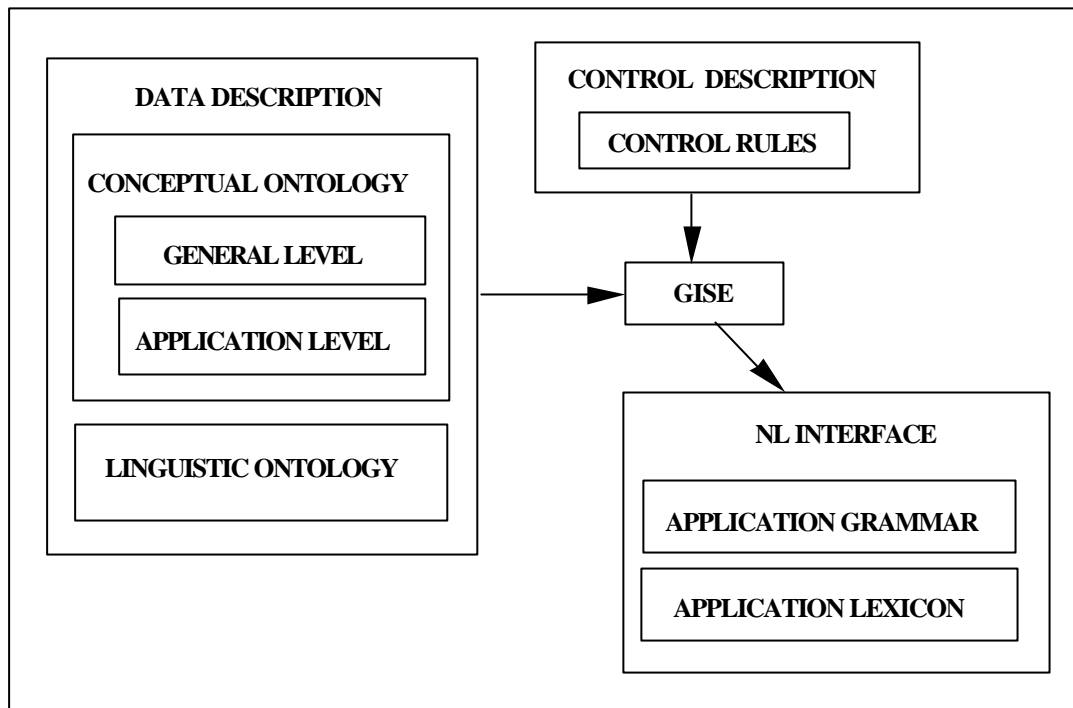 DATA DESCRIPTION
CONCEPTUAL ONTOLOGY
GENERAL LEVEL
APPLICATION LEVEL
LINGUISTIC ONTOLOGY
CONTROL DESCRIPTION
CONTROL RULES
GISE
NL INTERFACE
APPLICATION GRAMMAR
APPLICATION LEXICON